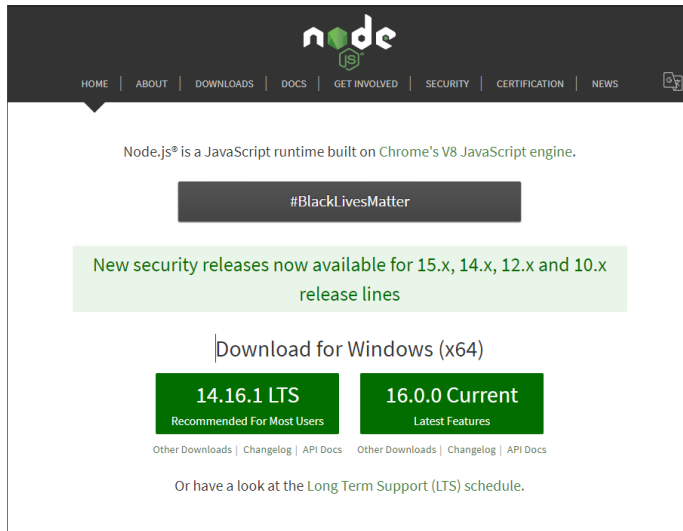 node
JS
HOME | ABOUT | DOWNLOADS | DOCS | GET INVOLVED | SECURITY | CERTIFICATION | NEWS
Node.js® is a JavaScript runtime built on Chrome's V8 JavaScript engine.
#BlackLivesMatter
New security releases now available for 15.x, 14.x, 12.x and 10.x
release lines
Download for Windows (x64)
14.16.1 LTS
Recommended For Most Users
16.0.0 Current
Latest Features
Other Downloads | Changelog | API Docs
Other Downloads | Changelog | API Docs
Or have a look at the Long Term Support (LTS) schedule.